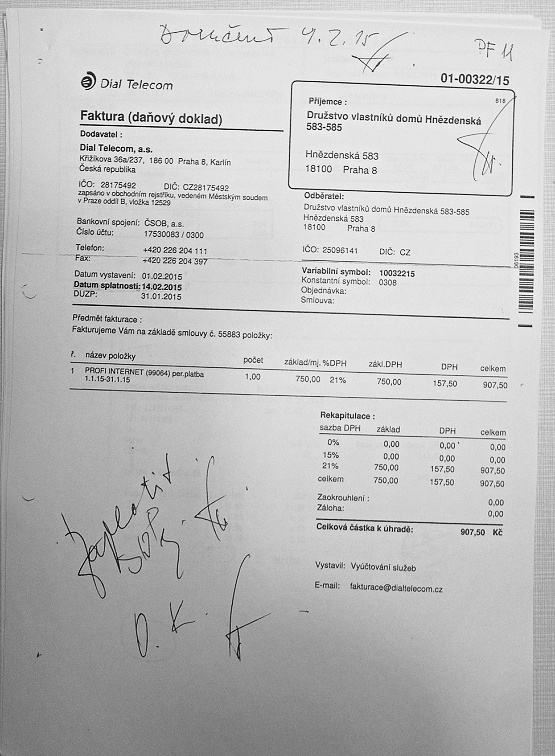 Doručeno 9.2.15
PF 11
Dial Telecom
01-00322/15
Faktura (daňový doklad)
Dodavatel :
Dial Telecom, a.s.
Křižíkova 36a/237, 186 00 Praha 8, Karlín
Česká republika
IČO: 28175492 DIČ: CZ28175492
zapsáno v obchodním rejstříku, vedeném Městským soudem
v Praze oddíl B, vložka 12529
Bankovní spojení: ČSOB, a.s.
Číslo účtu: 17530083 / 0300
Telefon: +420 226 204 111
Fax: +420 226 204 397
Datum vystavení: 01.02.2015
Datum splatnosti: 14.02.2015
DUZP: 31.01.2015
Příjemce : 818
Družstvo vlastníků domů Hnězdenská
583-585
Hnězdenská 583
18100 Praha 8
Odběratel:
Družstvo vlastníků domů Hnězdenská 583-585
Hnězdenská 583
18100 Praha 8
IČO: 25096141 DIČ: CZ
Variabilní symbol: 10032215
Konstantní symbol: 0308
Objednávka:
Smlouva:
Předmět fakturace :
Fakturujeme Vám na základě smlouvy č. 55883 položky:
ř. název položky počet základ/mj. %DPH zákl.DPH DPH celkem
1 PROFI INTERNET (99064) per.platba 1,00 750,00 21% 750,00 157,50 907,50
1.1.15-31.1.15
Rekapitulace :
sazba DPH základ DPH celkem
0% 0,00 0,00 0,00
15% 0,00 0,00 0,00
21% 750,00 157,50 907,50
celkem 750,00 157,50 907,50
Zaokrouhlení : 0,00
Záloha: 0,00
Celková částka k úhradě: 907,50 Kč
Vystavil: Vyúčtování služeb
E-mail: fakturace@dialtelecom.cz
Zaplatit
O.K.